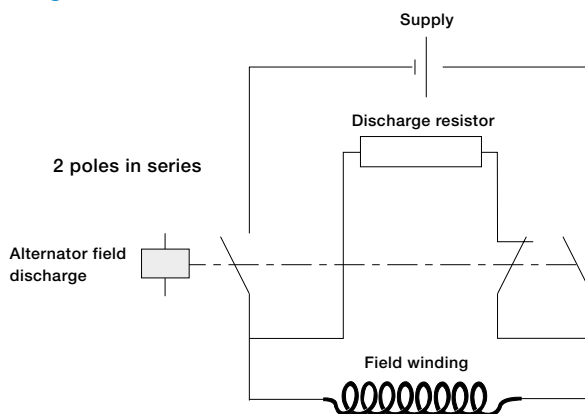 Supply
Discharge resistor
2 poles in series
Alternator field
discharge
Field winding